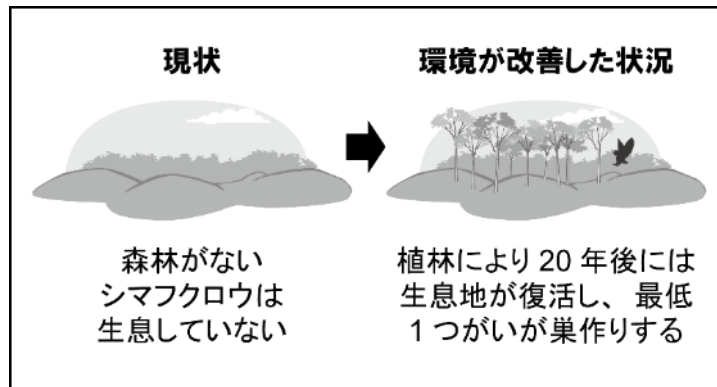 現状
環境が改善した状況
森林がない
シマフクロウは
生息していない
植林により 20 年後には
生息地が復活し、最低
1 つがいが巣作りする